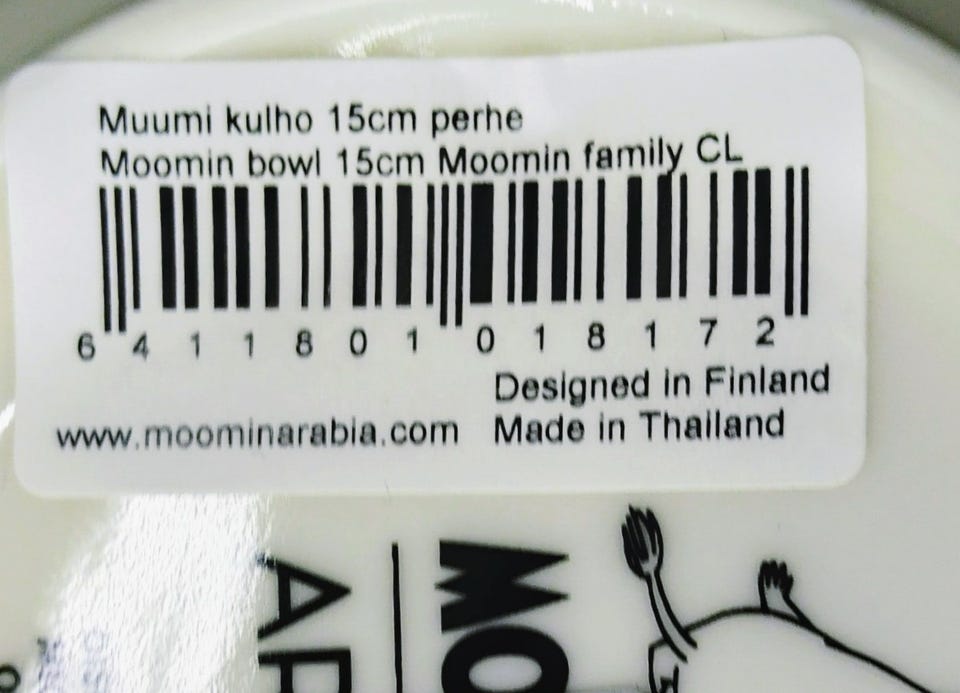 Muumi kulho 15cm perhe
Moomin bowl 15cm Moomin family CL
6 411801 018172
Designed in Finland
www.moominarabia.com Made in Thailand